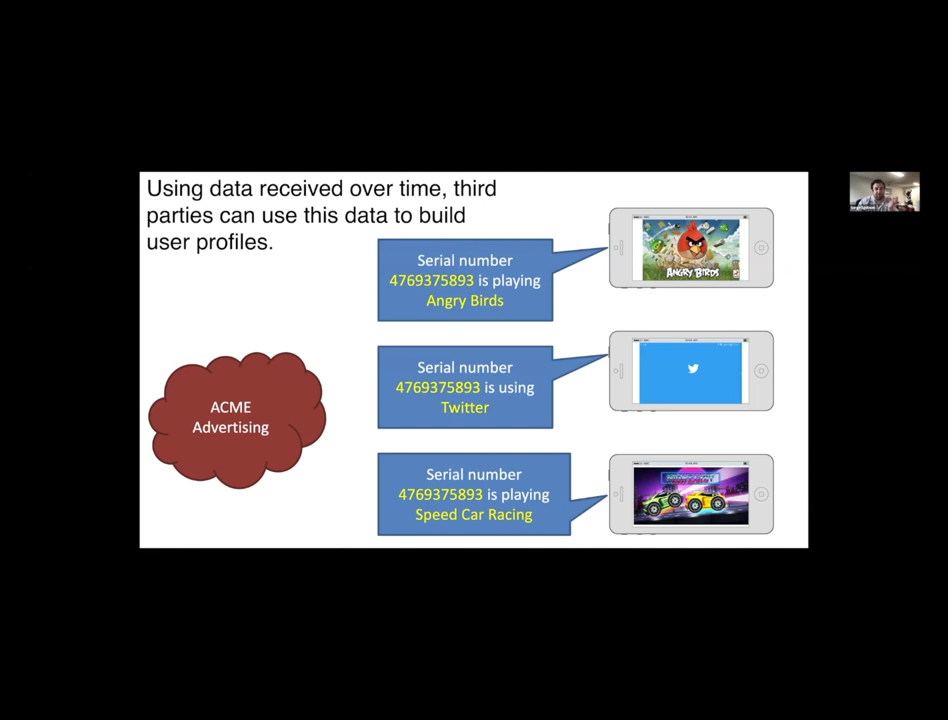 Using data received over time, third
parties can use this data to build
user profiles.
Serial number
4769375893 is playing
Angry Birds
ANGRY BIRDS
Serial number
4769375893 is using
Twitter
ACME
Advertising
Serial number
4769375893 is playing
Speed Car Racing